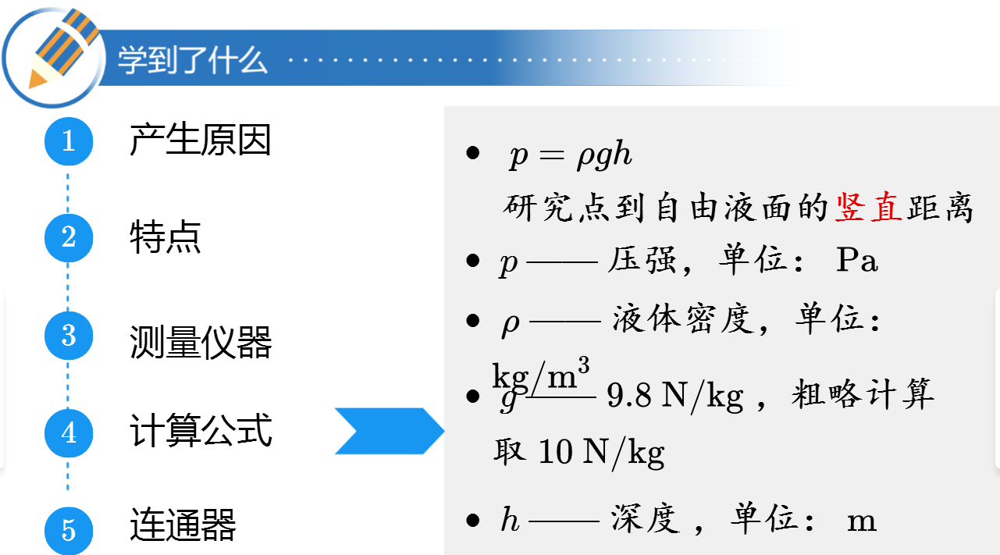 学到了什么
1 产生原因
2 特点
3 测量仪器
4 计算公式
5 连通器
• p = ρgh
研究点到自由液面的竖直距离
• p —— 压强，单位： Pa
• ρ —— 液体密度，单位：
kg/m³
• g —— 9.8 N/kg ，粗略计算
取 10 N/kg
• h —— 深度 ，单位： m